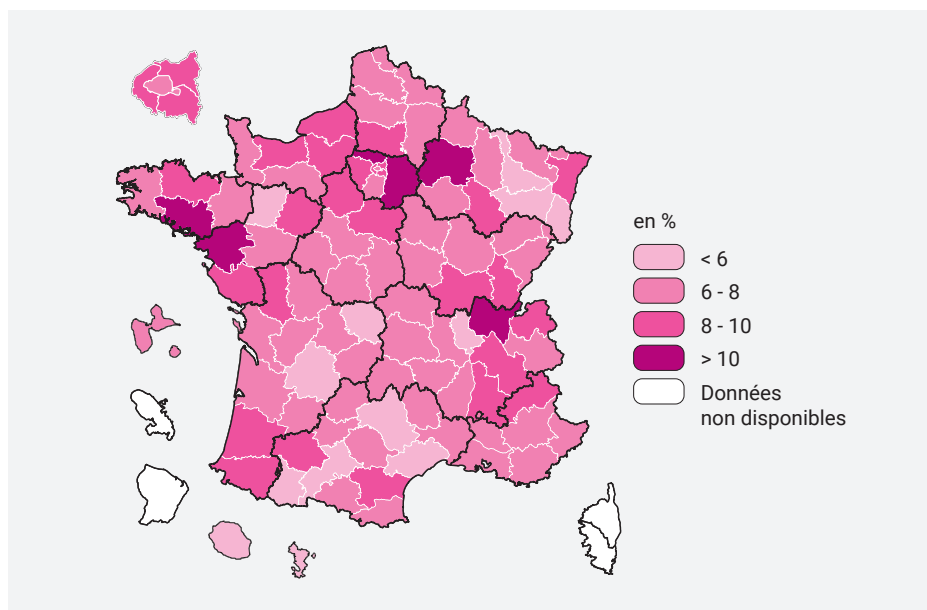 en %
< 6
6 - 8
8 - 10
> 10
Données
non disponibles